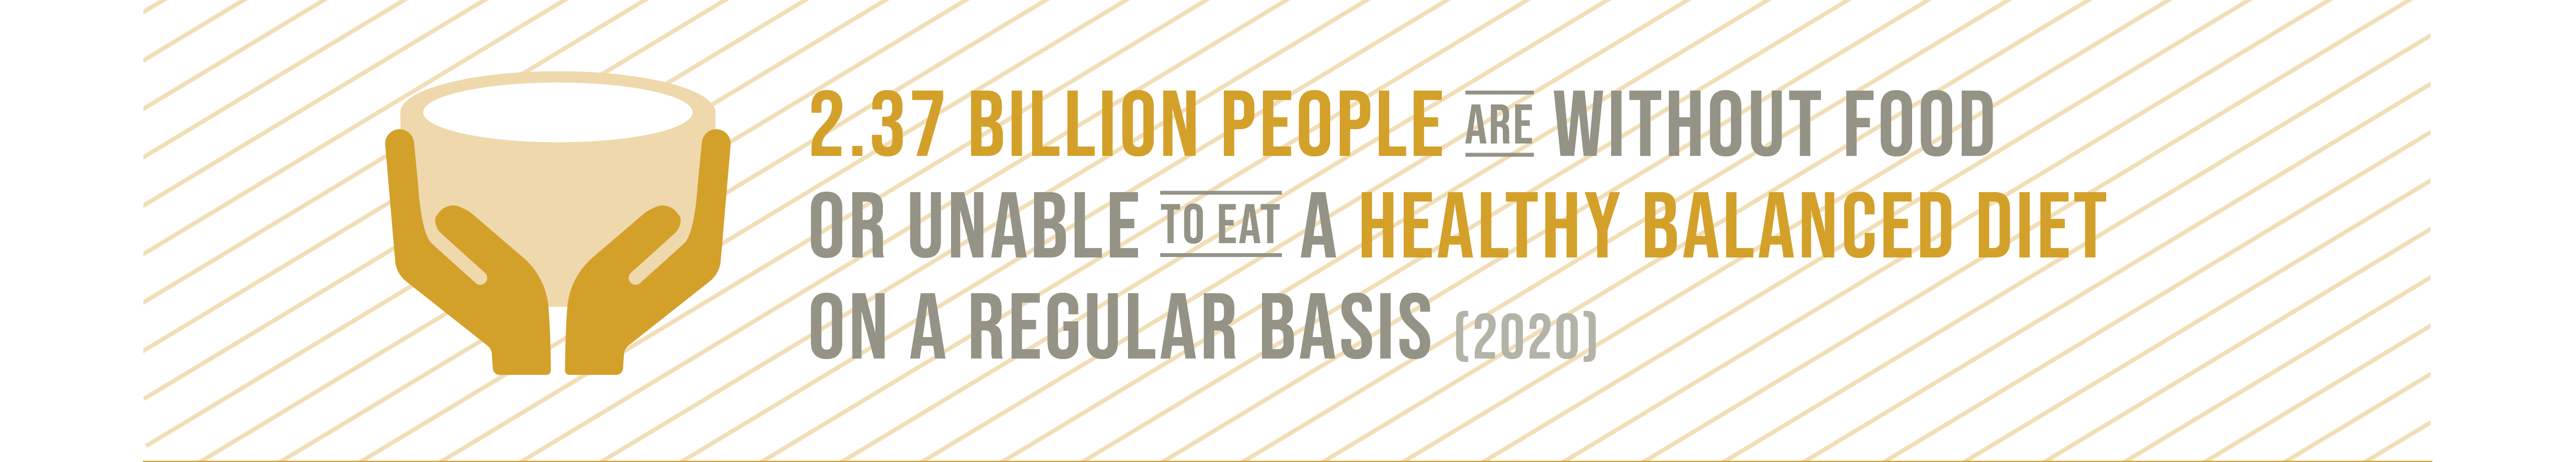 2.37 BILLION PEOPLE ARE WITHOUT FOOD
OR UNABLE TO EAT A HEALTHY BALANCED DIET
ON A REGULAR BASIS (2020)